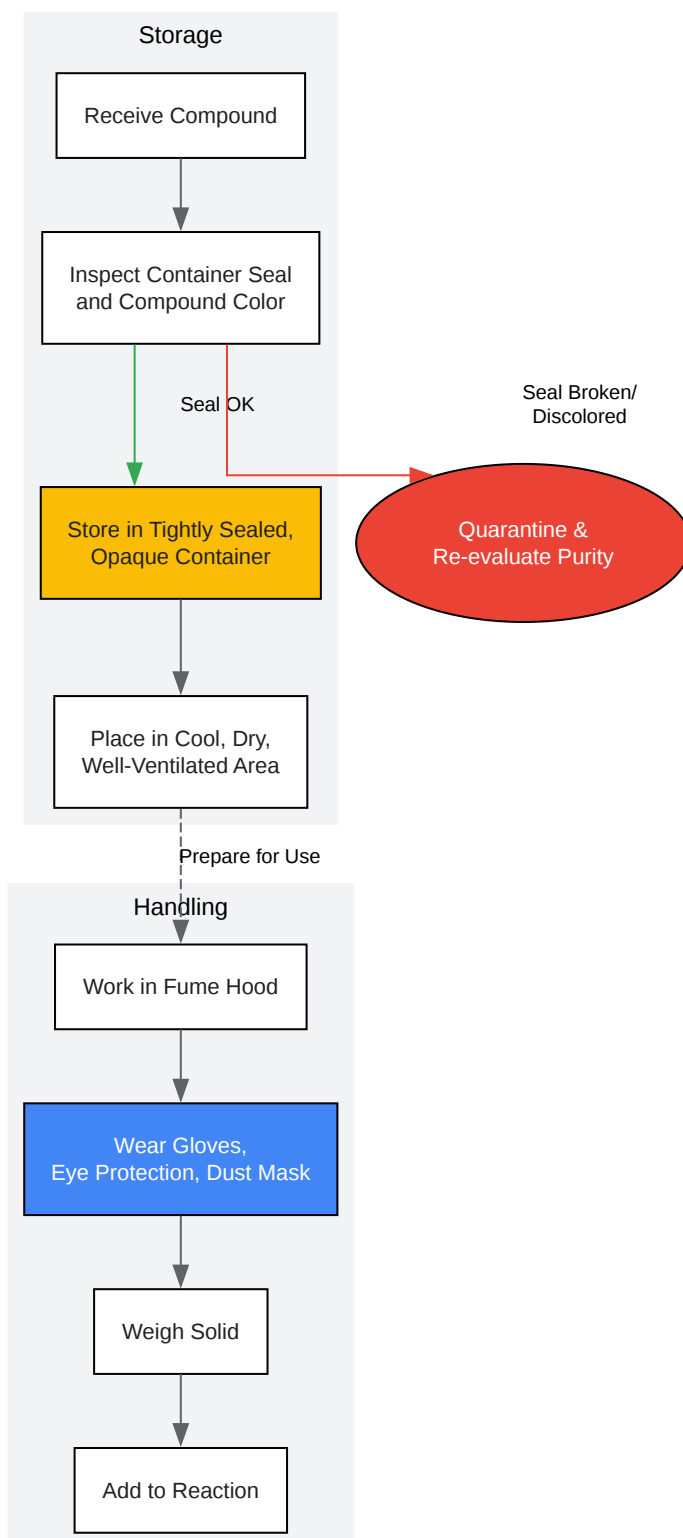 Storage
Receive Compound
Inspect Container Seal
and Compound Color
Seal OK
Seal Broken/
Discolored
Store in Tightly Sealed,
Opaque Container
Quarantine &
Re-evaluate Purity
Place in Cool, Dry,
Well-Ventilated Area
Prepare for Use
Handling
Work in Fume Hood
Wear Gloves,
Eye Protection, Dust Mask
Weigh Solid
Add to Reaction